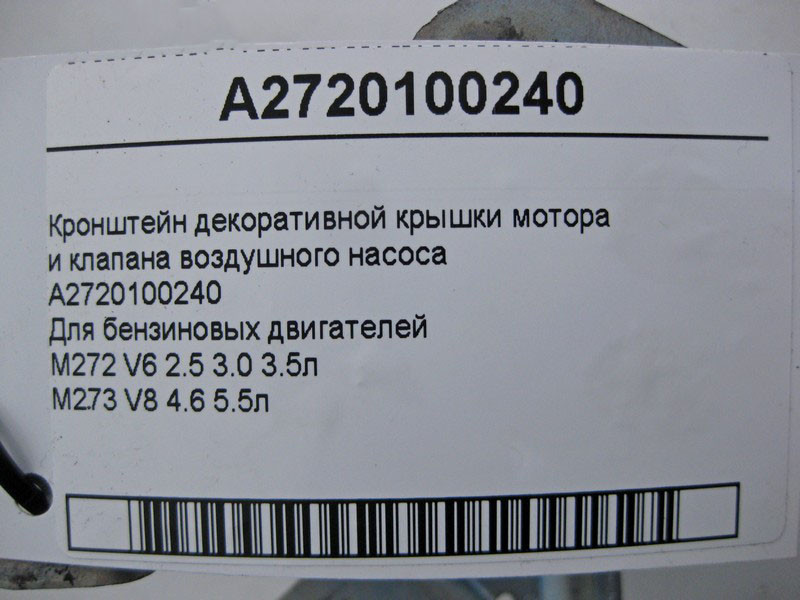 A2720100240
Кронштейн декоративной крышки мотора
и клапана воздушного насоса
A2720100240
Для бензиновых двигателей
M272 V6 2.5 3.0 3.5л
M273 V8 4.6 5.5л